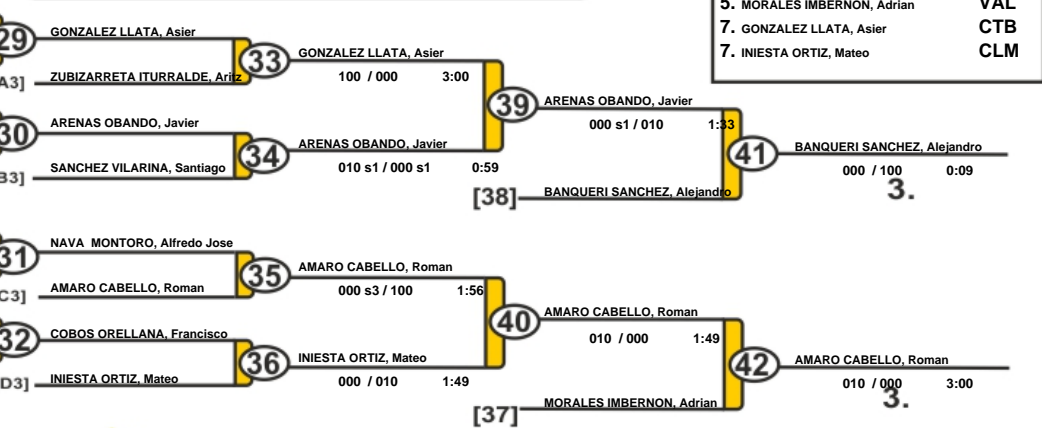 5. MORALES IMBERNON, Adrian VAL
7. GONZALEZ LLATA, Asier CTB
7. INIESTA ORTIZ, Mateo CLM
29 GONZALEZ LLATA, Asier
A3] ZUBIZARRETA ITURRALDE, Aritz
33 GONZALEZ LLATA, Asier
100 / 000 3:00
30 ARENAS OBANDO, Javier
B3] SANCHEZ VILARINA, Santiago
34 ARENAS OBANDO, Javier
010 s1 / 000 s1 0:59
39 ARENAS OBANDO, Javier
000 s1 / 010 1:33
[38] BANQUERI SANCHEZ, Alejandro
41 BANQUERI SANCHEZ, Alejandro
000 / 100 0:09
3.
31 NAVA MONTORO, Alfredo Jose
C3] AMARO CABELLO, Roman
35 AMARO CABELLO, Roman
000 s3 / 100 1:56
32 COBOS ORELLANA, Francisco
D3] INIESTA ORTIZ, Mateo
36 INIESTA ORTIZ, Mateo
000 / 010 1:49
40 AMARO CABELLO, Roman
010 / 000 1:49
[37] MORALES IMBERNON, Adrian
42 AMARO CABELLO, Roman
010 / 000 3:00
3.